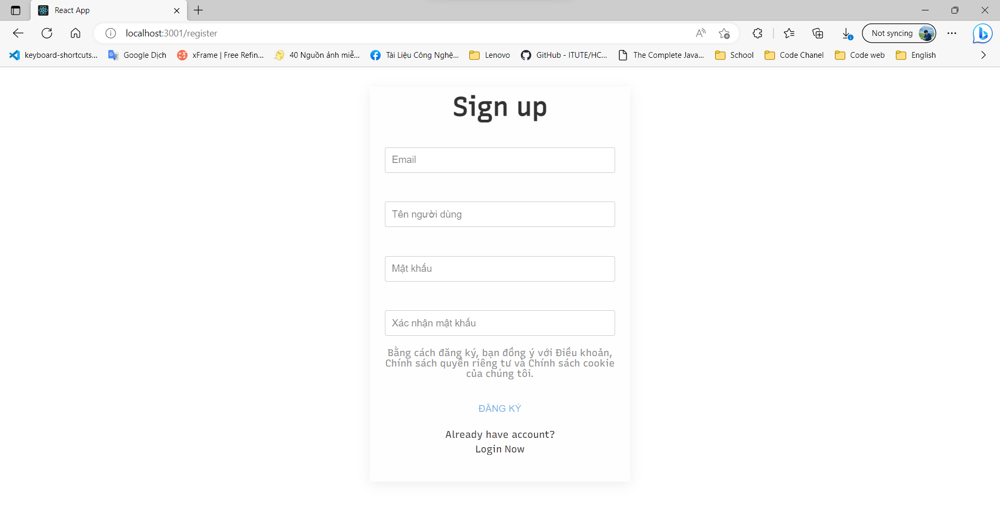 React App
localhost:3001/register
Not syncing
keyboard-shortcuts...
Google Dịch
xFrame | Free Refin...
40 Nguồn ảnh miễ...
Tài Liệu Công Nghệ...
Lenovo
GitHub - ITUTE/HC...
The Complete Java...
School
Code Chanel
Code web
English
Sign up
Email
Tên người dùng
Mật khẩu
Xác nhận mật khẩu
Bằng cách đăng ký, bạn đồng ý với Điều khoản,
Chính sách quyền riêng tư và Chính sách cookie
của chúng tôi.
ĐĂNG KÝ
Already have account?
Login Now